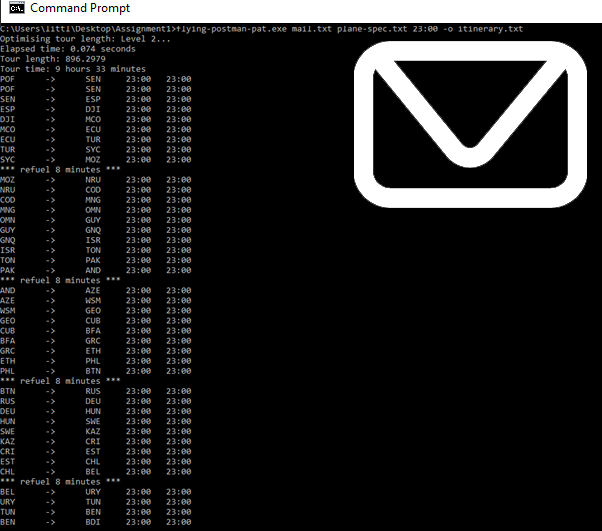 Command Prompt
C:\Users\littl\Desktop\Assignment1>flying-postman-pat.exe mail.txt plane-spec.txt 23:00 -o itinerary.txt
Optimising tour length: Level 2...
Elapsed time: 0.074 seconds
Tour length: 896.2979
Tour time: 9 hours 33 minutes
POF -> SEN 23:00 23:00
POF -> SEN 23:00 23:00
SEN -> ESP 23:00 23:00
ESP -> DJI 23:00 23:00
DJI -> MCO 23:00 23:00
MCO -> ECU 23:00 23:00
ECU -> TUR 23:00 23:00
TUR -> SYC 23:00 23:00
SYC -> MOZ 23:00 23:00
*** refuel 8 minutes ***
MOZ -> NRU 23:00 23:00
NRU -> COD 23:00 23:00
COD -> MNG 23:00 23:00
MNG -> OMN 23:00 23:00
OMN -> GUY 23:00 23:00
GUY -> GNQ 23:00 23:00
GNQ -> ISR 23:00 23:00
ISR -> TON 23:00 23:00
TON -> PAK 23:00 23:00
PAK -> AND 23:00 23:00
*** refuel 8 minutes ***
AND -> AZE 23:00 23:00
AZE -> WSM 23:00 23:00
WSM -> GEO 23:00 23:00
GEO -> CUB 23:00 23:00
CUB -> BFA 23:00 23:00
BFA -> GRC 23:00 23:00
GRC -> ETH 23:00 23:00
ETH -> PHL 23:00 23:00
PHL -> BTN 23:00 23:00
*** refuel 8 minutes ***
BTN -> RUS 23:00 23:00
RUS -> DEU 23:00 23:00
DEU -> HUN 23:00 23:00
HUN -> SWE 23:00 23:00
SWE -> KAZ 23:00 23:00
KAZ -> CRI 23:00 23:00
CRI -> EST 23:00 23:00
EST -> CHL 23:00 23:00
CHL -> BEL 23:00 23:00
*** refuel 8 minutes ***
BEL -> URY 23:00 23:00
URY -> TUN 23:00 23:00
TUN -> BEN 23:00 23:00
BEN -> BDI 23:00 23:00